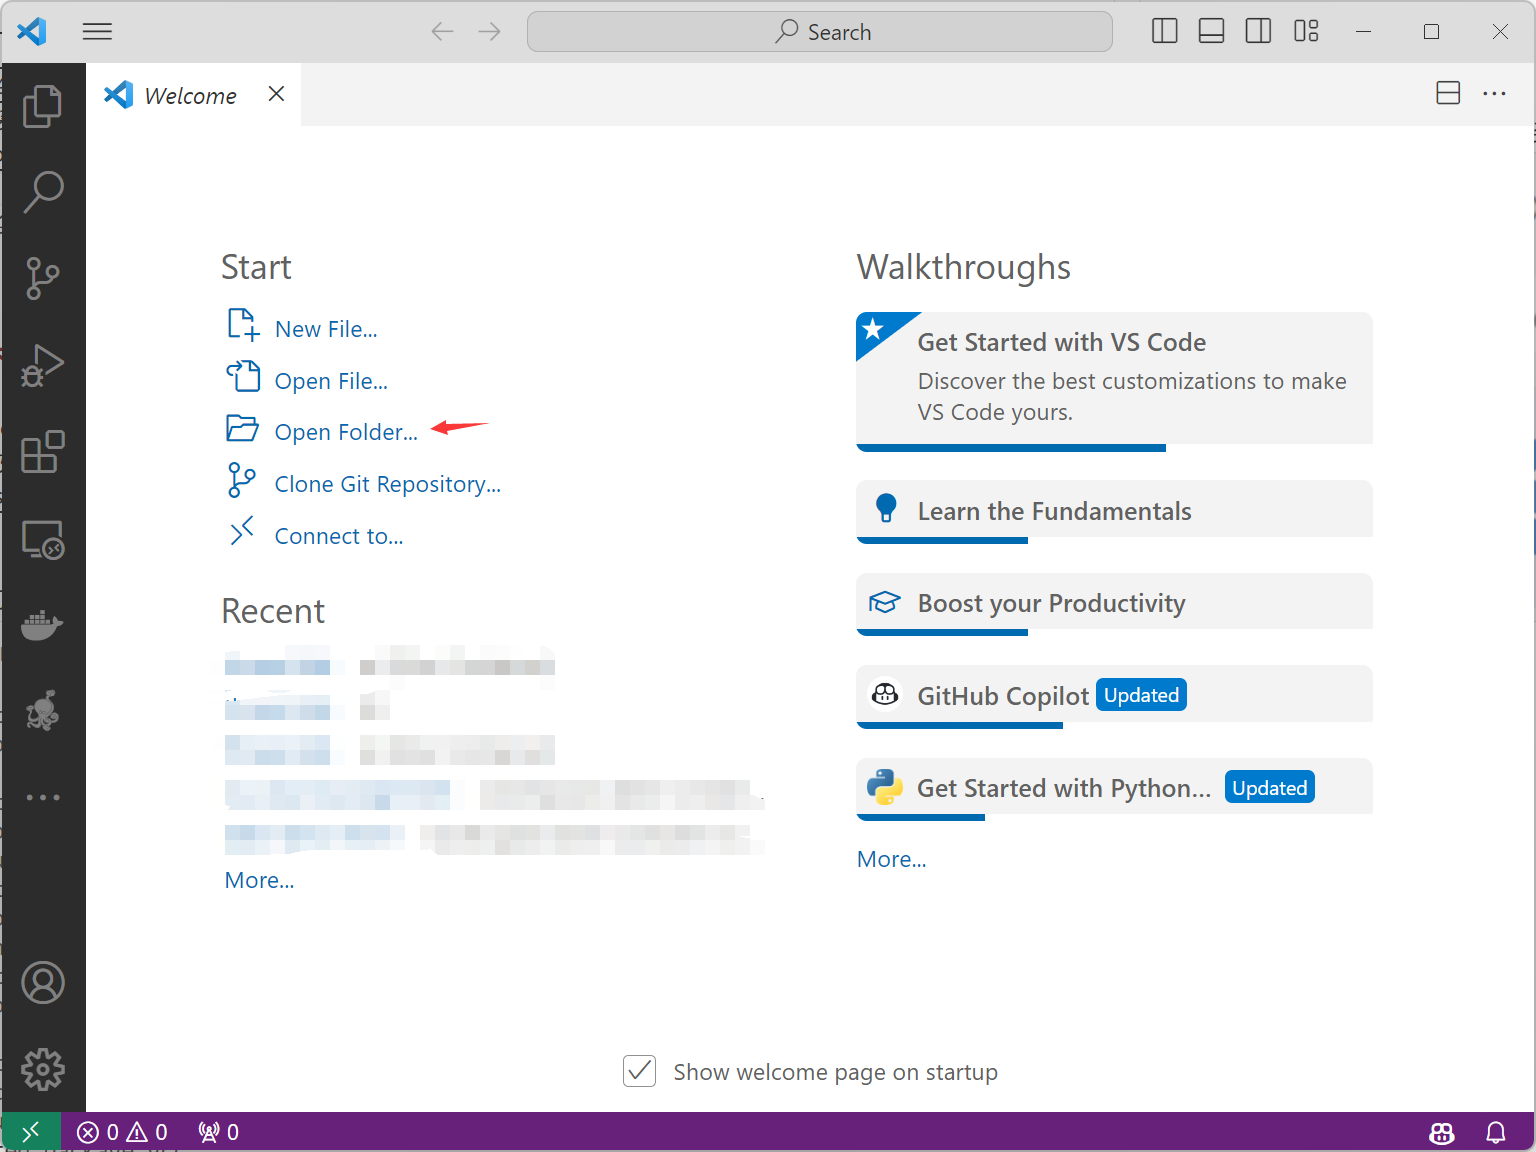 Search
Welcome
Start
New File...
Open File...
Open Folder...
Clone Git Repository...
Connect to...
Recent
More...
Walkthroughs
Get Started with VS Code
Discover the best customizations to make
VS Code yours.
Learn the Fundamentals
Boost your Productivity
GitHub Copilot Updated
Get Started with Python... Updated
More...
Show welcome page on startup
0 0 0